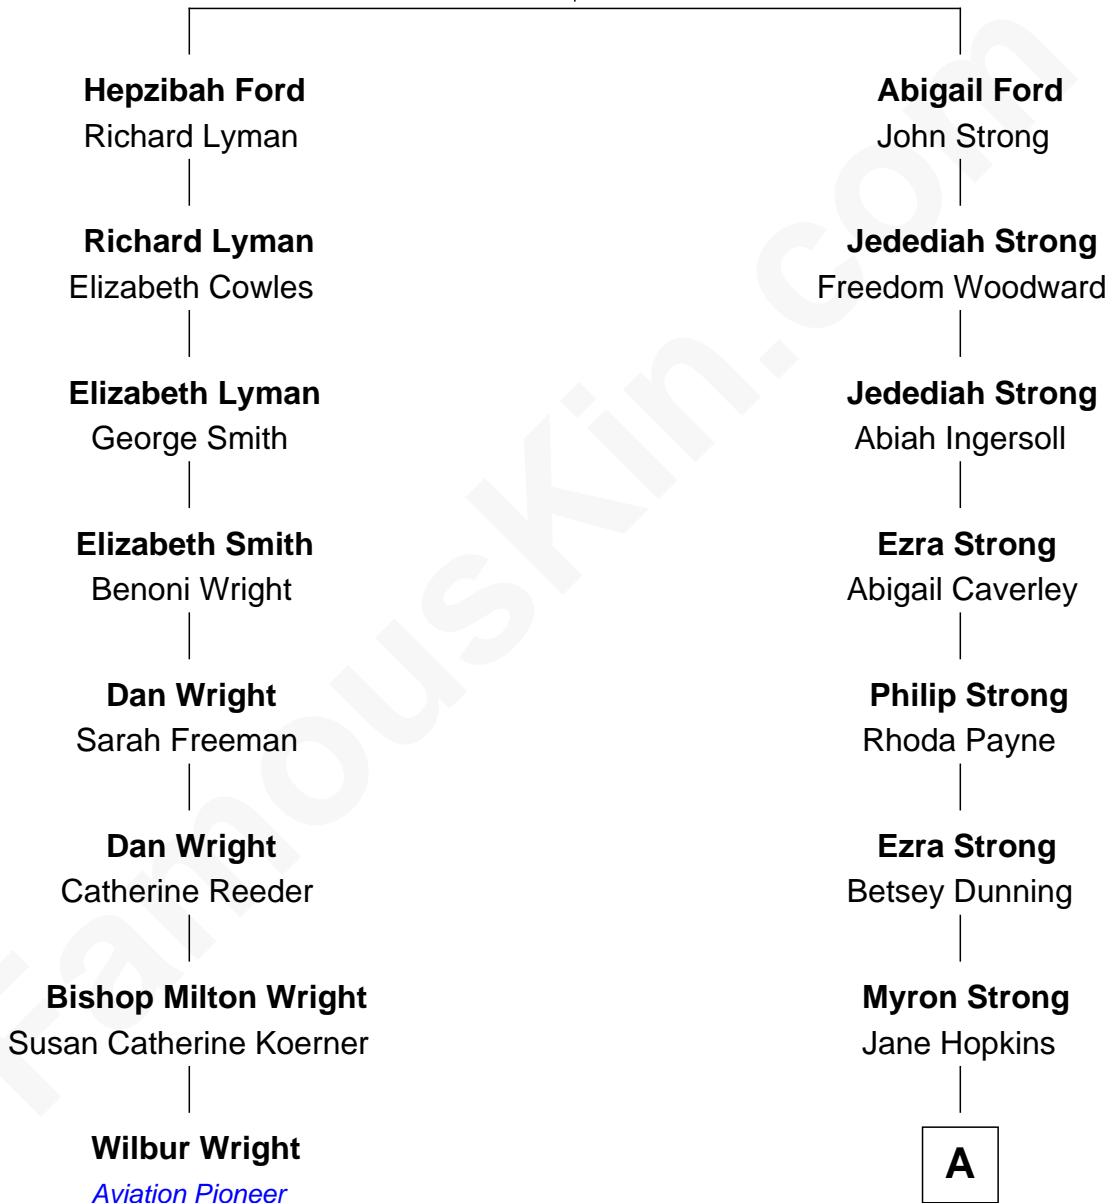 Hepzibah Ford
Richard Lyman
Abigail Ford
John Strong
Richard Lyman
Elizabeth Cowles
Jedediah Strong
Freedom Woodward
Elizabeth Lyman
George Smith
Jedediah Strong
Abiah Ingersoll
Elizabeth Smith
Benoni Wright
Ezra Strong
Abigail Caverley
Dan Wright
Sarah Freeman
Philip Strong
Rhoda Payne
Dan Wright
Catherine Reeder
Ezra Strong
Betsey Dunning
Bishop Milton Wright
Susan Catherine Koerner
Myron Strong
Jane Hopkins
Wilbur Wright
Aviation Pioneer
A
FamousKin.com